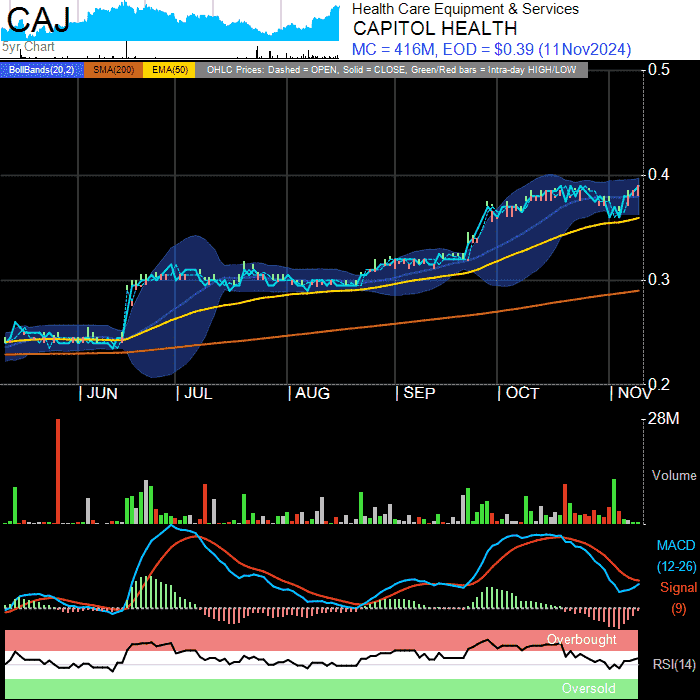 CAJ
5yr Chart
Health Care Equipment & Services
CAPITOL HEALTH
MC = 416M, EOD = $0.39 (11Nov2024)
BollBands(20,2) SMA(200) EMA(50) OHLC Prices: Dashed = OPEN, Solid = CLOSE, Green/Red bars = Intra-day HIGH/LOW
0.5
0.4
0.3
0.2
JUN JUL AUG SEP OCT NOV
28M
Volume
MACD
(12-26)
Signal
(9)
Overbought
RSI(14)
Oversold